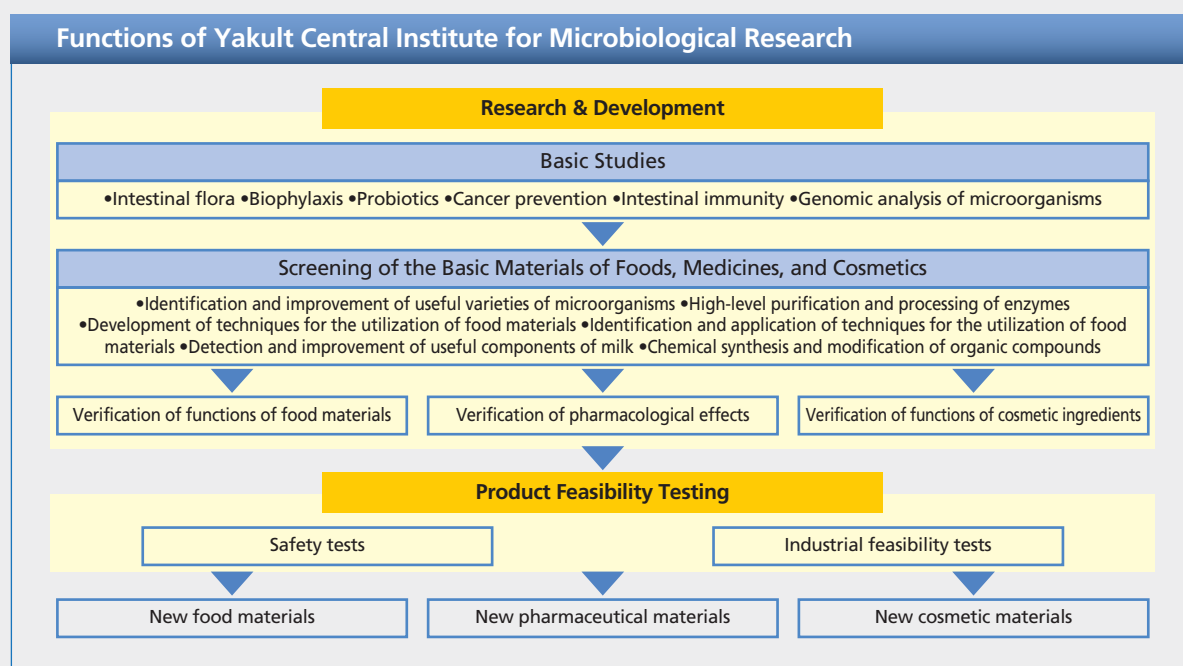 Functions of Yakult Central Institute for Microbiological Research
Research & Development
Basic Studies
•Intestinal flora •Biophylaxis •Probiotics •Cancer prevention •Intestinal immunity •Genomic analysis of microorganisms
Screening of the Basic Materials of Foods, Medicines, and Cosmetics
•Identification and improvement of useful varieties of microorganisms •High-level purification and processing of enzymes
•Development of techniques for the utilization of food materials •Identification and application of techniques for the utilization of food
materials •Detection and improvement of useful components of milk •Chemical synthesis and modification of organic compounds
Verification of functions of food materials
Verification of pharmacological effects
Verification of functions of cosmetic ingredients
Product Feasibility Testing
Safety tests
Industrial feasibility tests
New food materials
New pharmaceutical materials
New cosmetic materials